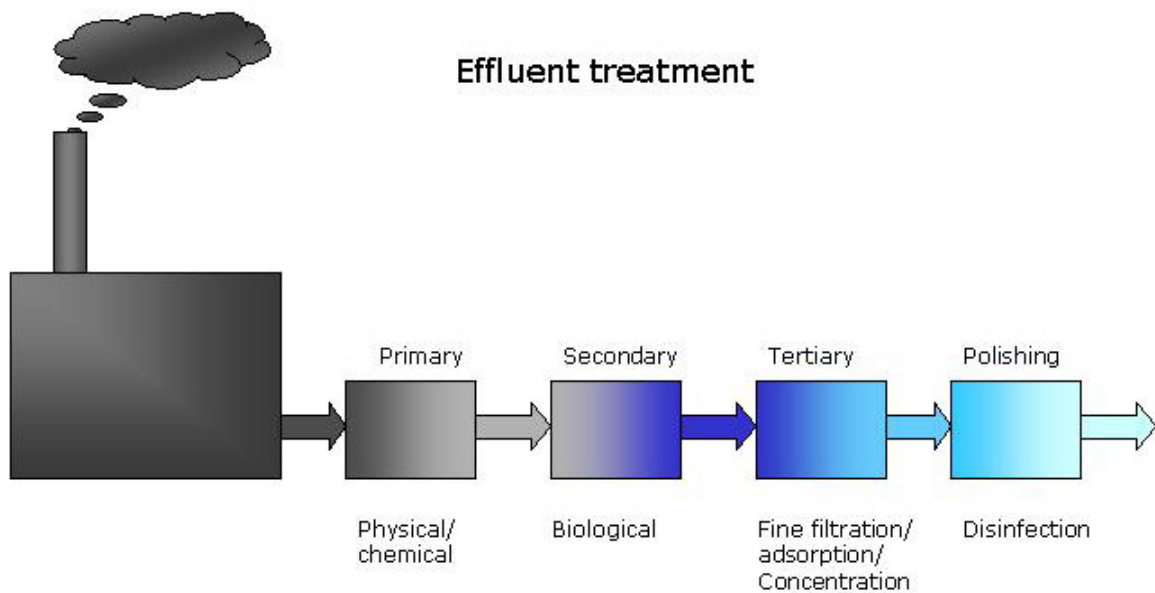 Effluent treatment
Primary
Secondary
Tertiary
Polishing
Physical/
chemical
Biological
Fine filtration/
adsorption/
Concentration
Disinfection